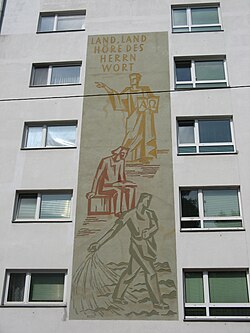 LAND, LAND
HÖRE DES
HERRN
WORT